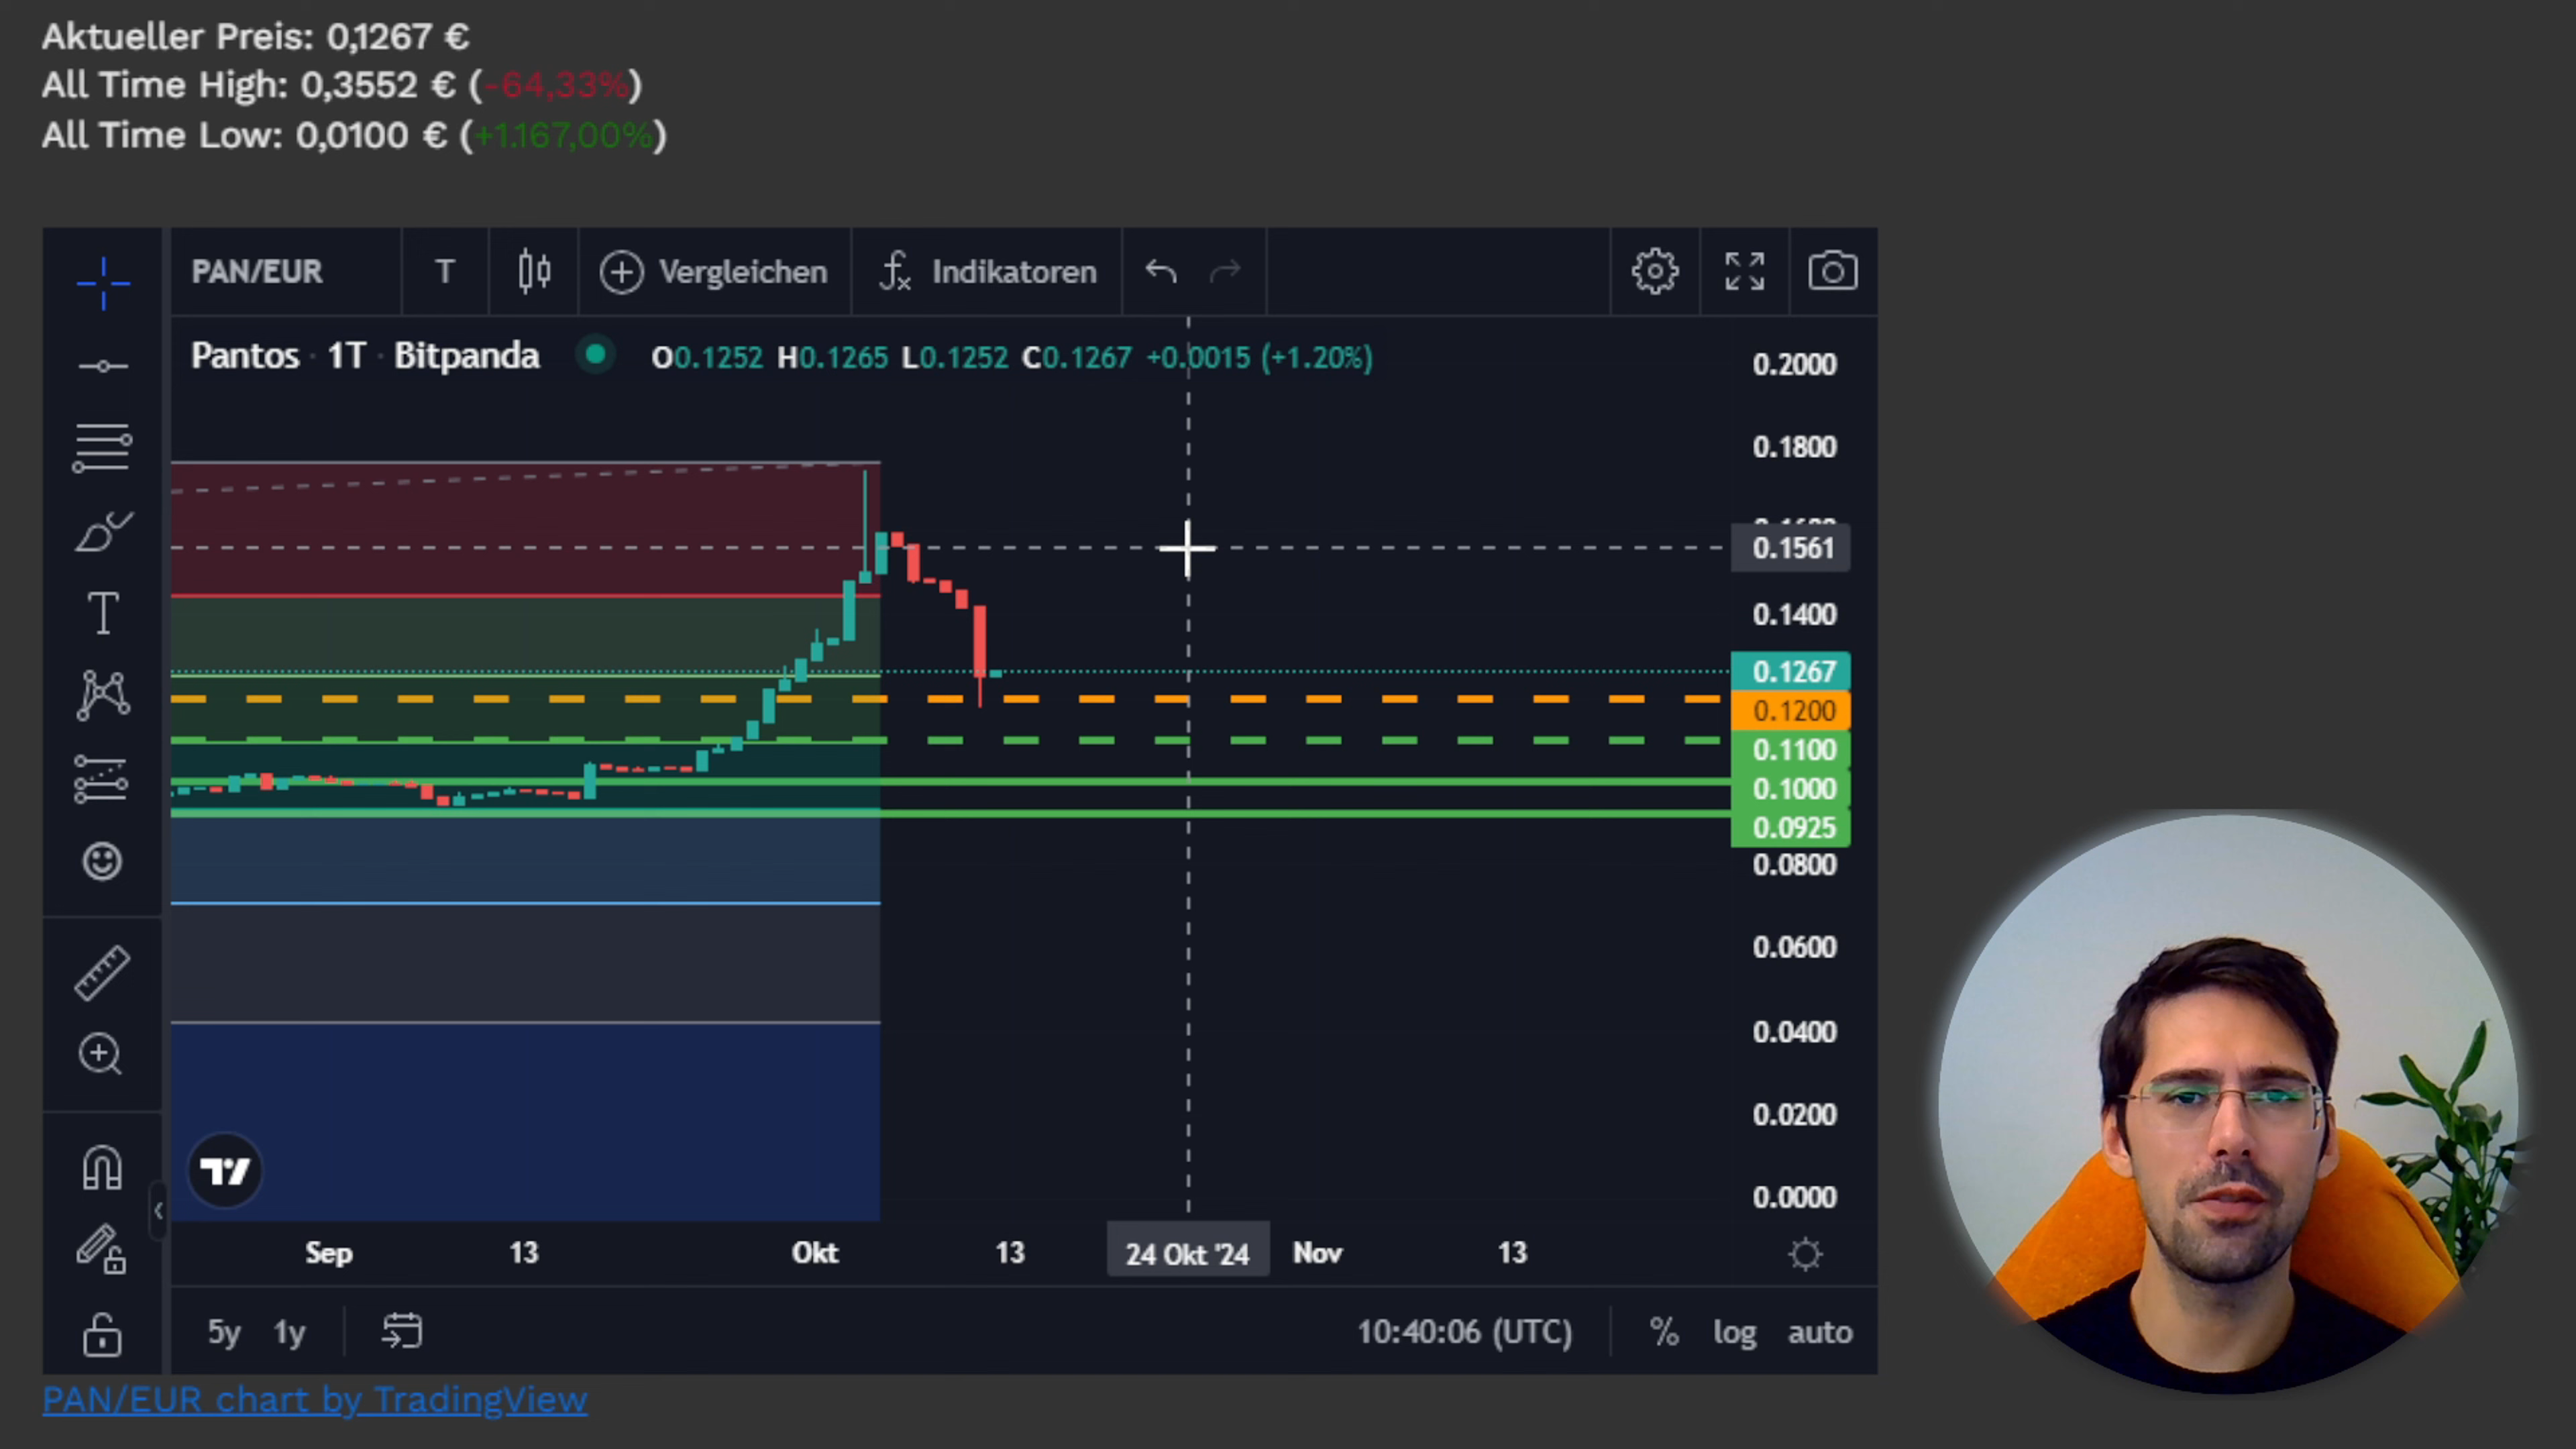 Aktueller Preis: 0,1267 €
All Time High: 0,3552 € (-64,33%)
All Time Low: 0,0100 € (+1.167,00%)
PAN/EUR T Vergleichen Indikatoren
Pantos · 1T · Bitpanda O0.1252 H0.1265 L0.1252 C0.1267 +0.0015 (+1.20%)
0.2000
0.1800
0.1561
0.1400
0.1267
0.1200
0.1100
0.1000
0.0925
0.0800
0.0600
0.0400
0.0200
0.0000
Sep 13 Okt 13 24 Okt '24 Nov 13
5y 1y 10:40:06 (UTC) % log auto
PAN/EUR chart by TradingView